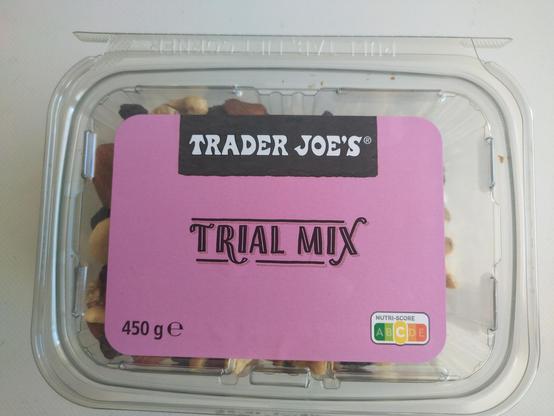 TRADER JOE'S®
TRIAL MIX
450 g ℮
NUTRI-SCORE
A B C D E